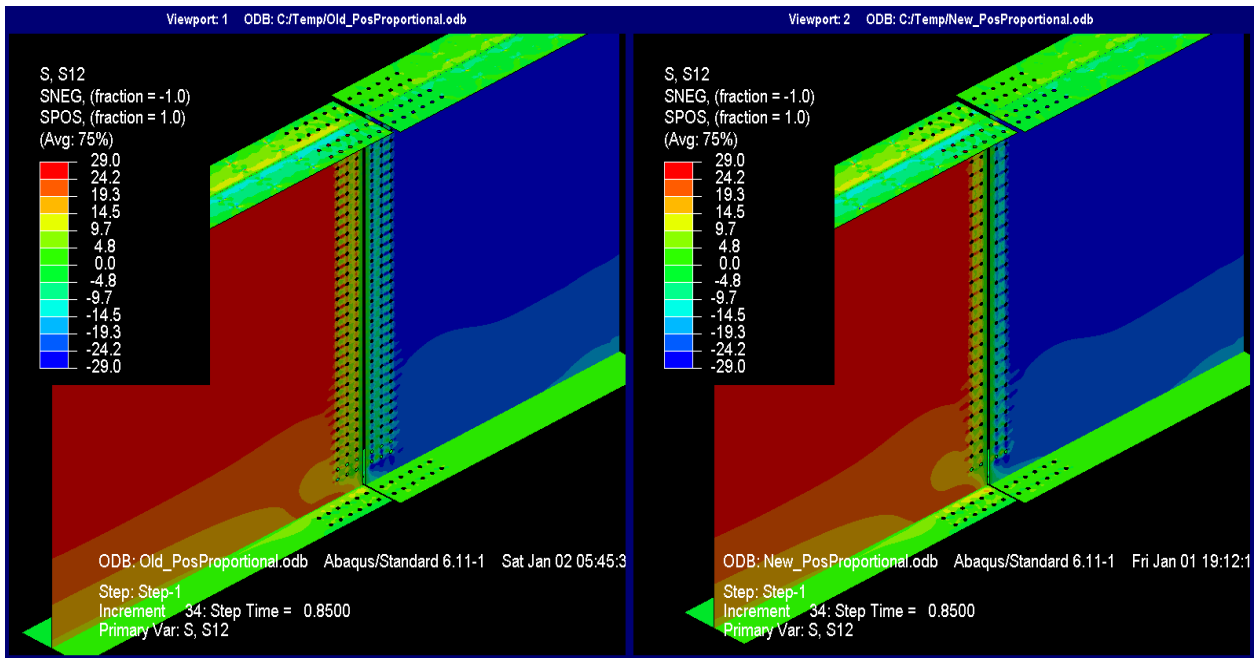 Viewport: 1 ODB: C:/Temp/Old_PosProportional.odb
S, S12
SNEG, (fraction = -1.0)
SPOS, (fraction = 1.0)
(Avg: 75%)
29.0
24.2
19.3
14.5
9.7
4.8
0.0
-4.8
-9.7
-14.5
-19.3
-24.2
-29.0
ODB: Old_PosProportional.odb Abaqus/Standard 6.11-1 Sat Jan 02 05:45:3
Step: Step-1
Increment 34: Step Time = 0.8500
Primary Var: S, S12
Viewport: 2 ODB: C:/Temp/New_PosProportional.odb
S, S12
SNEG, (fraction = -1.0)
SPOS, (fraction = 1.0)
(Avg: 75%)
29.0
24.2
19.3
14.5
9.7
4.8
0.0
-4.8
-9.7
-14.5
-19.3
-24.2
-29.0
ODB: New_PosProportional.odb Abaqus/Standard 6.11-1 Fri Jan 01 19:12:1
Step: Step-1
Increment 34: Step Time = 0.8500
Primary Var: S, S12